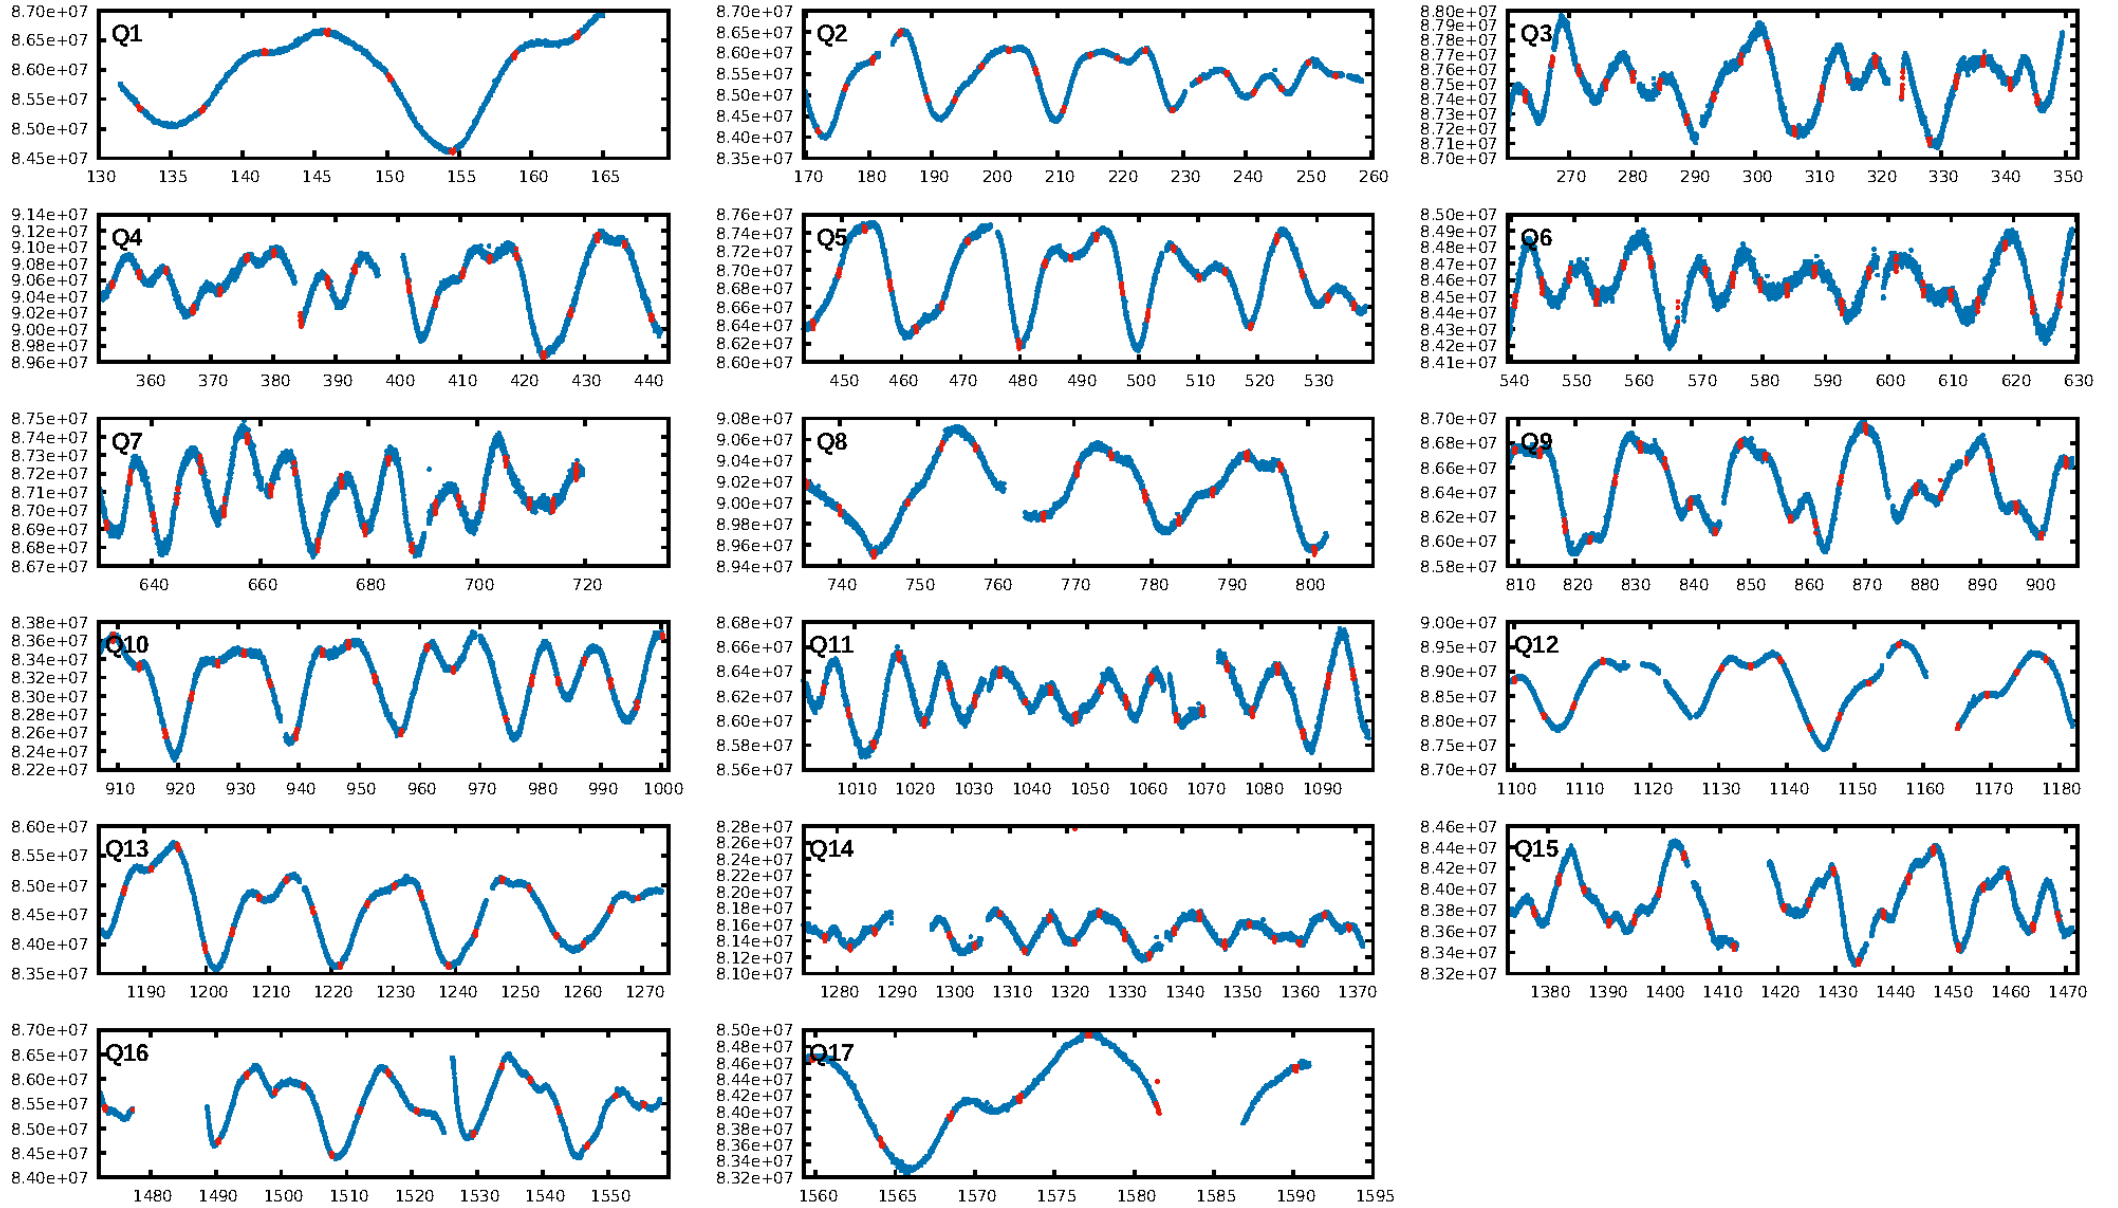 Q1
8.70e+07
8.65e+07
8.60e+07
8.55e+07
8.50e+07
8.45e+07
130 135 140 145 150 155 160 165
Q2
8.70e+07
8.65e+07
8.60e+07
8.55e+07
8.50e+07
8.45e+07
8.40e+07
8.35e+07
170 180 190 200 210 220 230 240 250 260
Q3
8.80e+07
8.79e+07
8.78e+07
8.77e+07
8.76e+07
8.75e+07
8.74e+07
8.73e+07
8.72e+07
8.71e+07
8.70e+07
270 280 290 300 310 320 330 340 350
Q4
9.14e+07
9.12e+07
9.10e+07
9.08e+07
9.06e+07
9.04e+07
9.02e+07
9.00e+07
8.98e+07
8.96e+07
360 370 380 390 400 410 420 430 440
Q5
8.76e+07
8.74e+07
8.72e+07
8.70e+07
8.68e+07
8.66e+07
8.64e+07
8.62e+07
8.60e+07
450 460 470 480 490 500 510 520 530
Q6
8.50e+07
8.49e+07
8.48e+07
8.47e+07
8.46e+07
8.45e+07
8.44e+07
8.43e+07
8.42e+07
8.41e+07
540 550 560 570 580 590 600 610 620 630
Q7
8.75e+07
8.74e+07
8.73e+07
8.72e+07
8.71e+07
8.70e+07
8.69e+07
8.68e+07
8.67e+07
640 660 680 700 720
Q8
9.08e+07
9.06e+07
9.04e+07
9.02e+07
9.00e+07
8.98e+07
8.96e+07
8.94e+07
740 750 760 770 780 790 800
Q9
8.70e+07
8.68e+07
8.66e+07
8.64e+07
8.62e+07
8.60e+07
8.58e+07
810 820 830 840 850 860 870 880 890 900
Q10
8.38e+07
8.36e+07
8.34e+07
8.32e+07
8.30e+07
8.28e+07
8.26e+07
8.24e+07
8.22e+07
910 920 930 940 950 960 970 980 990 1000
Q11
8.68e+07
8.66e+07
8.64e+07
8.62e+07
8.60e+07
8.58e+07
8.56e+07
1010 1020 1030 1040 1050 1060 1070 1080 1090
Q12
9.00e+07
8.95e+07
8.90e+07
8.85e+07
8.80e+07
8.75e+07
8.70e+07
1100 1110 1120 1130 1140 1150 1160 1170 1180
Q13
8.60e+07
8.55e+07
8.50e+07
8.45e+07
8.40e+07
8.35e+07
1190 1200 1210 1220 1230 1240 1250 1260 1270
Q14
8.28e+07
8.26e+07
8.24e+07
8.22e+07
8.20e+07
8.18e+07
8.16e+07
8.14e+07
8.12e+07
8.10e+07
1280 1290 1300 1310 1320 1330 1340 1350 1360 1370
Q15
8.46e+07
8.44e+07
8.42e+07
8.40e+07
8.38e+07
8.36e+07
8.34e+07
8.32e+07
1380 1390 1400 1410 1420 1430 1440 1450 1460 1470
Q16
8.70e+07
8.65e+07
8.60e+07
8.55e+07
8.50e+07
8.45e+07
8.40e+07
1480 1490 1500 1510 1520 1530 1540 1550
Q17
8.50e+07
8.48e+07
8.46e+07
8.44e+07
8.42e+07
8.40e+07
8.38e+07
8.36e+07
8.34e+07
8.32e+07
1560 1565 1570 1575 1580 1585 1590 1595